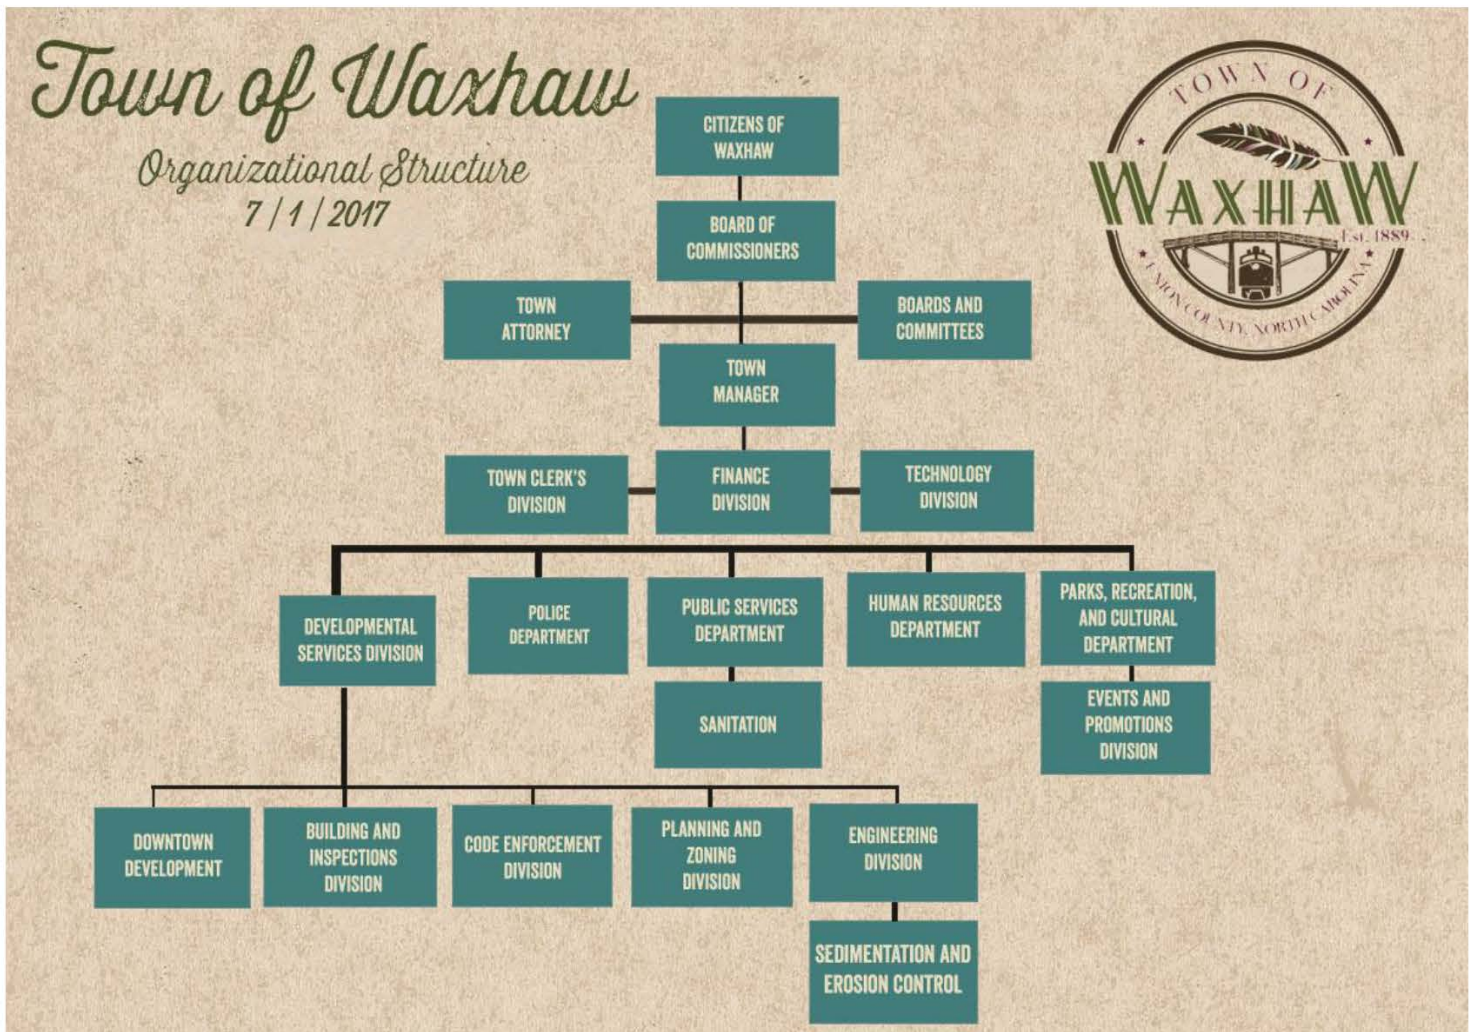 Town of Waxhaw
Organizational Structure
7 / 1 / 2017
TOWN OF
WAXHAW
EST. 1889
UNION COUNTY, NORTH CAROLINA
CITIZENS OF
WAXHAW
BOARD OF
COMMISSIONERS
TOWN
ATTORNEY
BOARDS AND
COMMITTEES
TOWN
MANAGER
TOWN CLERK'S
DIVISION
FINANCE
DIVISION
TECHNOLOGY
DIVISION
DEVELOPMENTAL
SERVICES DIVISION
POLICE
DEPARTMENT
PUBLIC SERVICES
DEPARTMENT
HUMAN RESOURCES
DEPARTMENT
PARKS, RECREATION,
AND CULTURAL
DEPARTMENT
SANITATION
EVENTS AND
PROMOTIONS
DIVISION
DOWNTOWN
DEVELOPMENT
BUILDING AND
INSPECTIONS
DIVISION
CODE ENFORCEMENT
DIVISION
PLANNING AND
ZONING
DIVISION
ENGINEERING
DIVISION
SEDIMENTATION AND
EROSION CONTROL